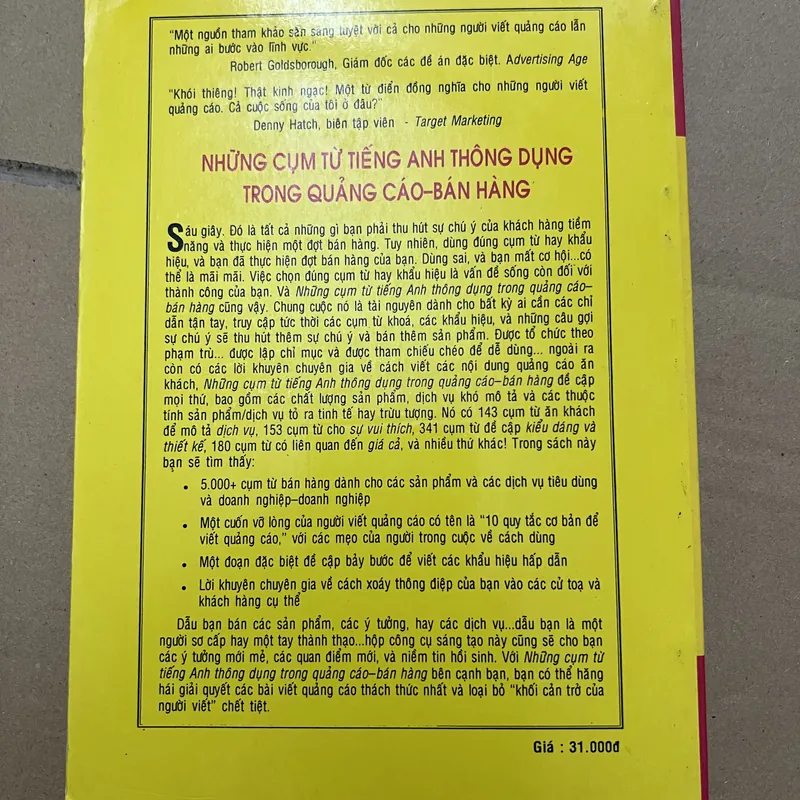 "Một nguồn tham khảo sẵn sàng tuyệt vời cả cho những người viết quảng cáo lẫn
những ai bước vào lĩnh vực."
Robert Goldsborough, Giám đốc các đề án đặc biệt. Advertising Age
"Khói thiêng! Thật kinh ngạc! Một từ điển đồng nghĩa cho những người viết
quảng cáo. Cả cuộc sống của tôi ở đâu?"
Denny Hatch, biên tập viên - Target Marketing
NHỮNG CỤM TỪ TIẾNG ANH THÔNG DỤNG
TRONG QUẢNG CÁO–BÁN HÀNG
Sáu giây. Đó là tất cả những gì bạn phải thu hút sự chú ý của khách hàng tiềm
năng và thực hiện một đợt bán hàng. Tuy nhiên, dùng đúng cụm từ hay khẩu
hiệu, và bạn đã thực hiện đợt bán hàng của bạn. Dùng sai, và bạn mất cơ hội...có
thể là mãi mãi. Việc chọn đúng cụm từ hay khẩu hiệu là vấn đề sống còn đối với
thành công của bạn. Và Những cụm từ tiếng Anh thông dụng trong quảng cáo–
bán hàng cũng vậy. Chung cuộc nó là tài nguyên dành cho bất kỳ ai cần các chỉ
dẫn tận tay, truy cập tức thời các cụm từ khoá, các khẩu hiệu, và những câu gợi
sự chú ý sẽ thu hút thêm sự chú ý và bán thêm sản phẩm. Được tổ chức theo
phạm trù... được lập chỉ mục và được tham chiếu chéo để dễ dùng... ngoài ra
còn có các lời khuyên chuyên gia về cách viết các nội dung quảng cáo ăn
khách, Những cụm từ tiếng Anh thông dụng trong quảng cáo–bán hàng đề cập
mọi thứ, bao gồm các chất lượng sản phẩm, dịch vụ khó mô tả và các thuộc
tính sản phẩm/dịch vụ tỏ ra tinh tế hay trừu tượng. Nó có 143 cụm từ ăn khách
để mô tả dịch vụ, 153 cụm từ cho sự vui thích, 341 cụm từ đề cập kiểu dáng và
thiết kế, 180 cụm từ có liên quan đến giá cả, và nhiều thứ khác! Trong sách này
bạn sẽ tìm thấy:
• 5.000+ cụm từ bán hàng dành cho các sản phẩm và các dịch vụ tiêu dùng
và doanh nghiệp–doanh nghiệp
• Một cuốn vỡ lòng của người viết quảng cáo có tên là "10 quy tắc cơ bản để
viết quảng cáo," với các mẹo của người trong cuộc về cách dùng
• Một đoạn đặc biệt đề cập bảy bước để viết các khẩu hiệu hấp dẫn
• Lời khuyên chuyên gia về cách xoáy thông điệp của bạn vào các cử toạ và
khách hàng cụ thể
Dẫu bạn bán các sản phẩm, các ý tưởng, hay các dịch vụ...dẫu bạn là một
người sơ cấp hay một tay thành thạo...hộp công cụ sáng tạo này cũng sẽ cho bạn
các ý tưởng mới mẻ, các quan điểm mới, và niềm tin hồi sinh. Với Những cụm từ
tiếng Anh thông dụng trong quảng cáo–bán hàng bên cạnh bạn, bạn có thể hăng
hái giải quyết các bài viết quảng cáo thách thức nhất và loại bỏ "khối cản trở của
người viết" chết tiệt.
Giá : 31.000đ